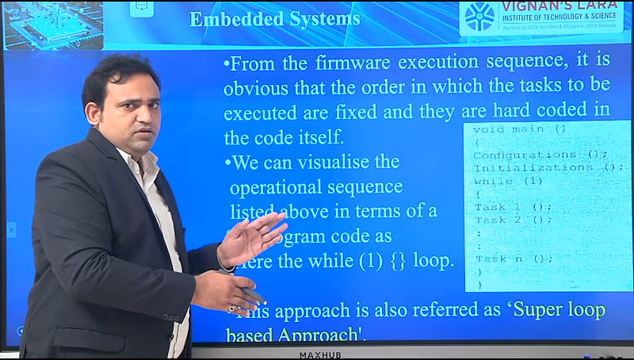 Embedded Systems
VIGNAN'S LARA
INSTITUTE OF TECHNOLOGY & SCIENCE
•From the firmware execution sequence, it is
obvious that the order in which the tasks to be
executed are fixed and they are hard coded in
the code itself.
•We can visualise the
operational sequence
listed above in terms of a
ogram code as
Here the while (1) {} loop.
This approach is also referred as ‘Super loop
based Approach'.
void main ()
{
Configurations ();
Initializations ();
while (1)
{
Task 1 ();
Task 2 ();
:
:
Task n ();
}
}
MAXHUB